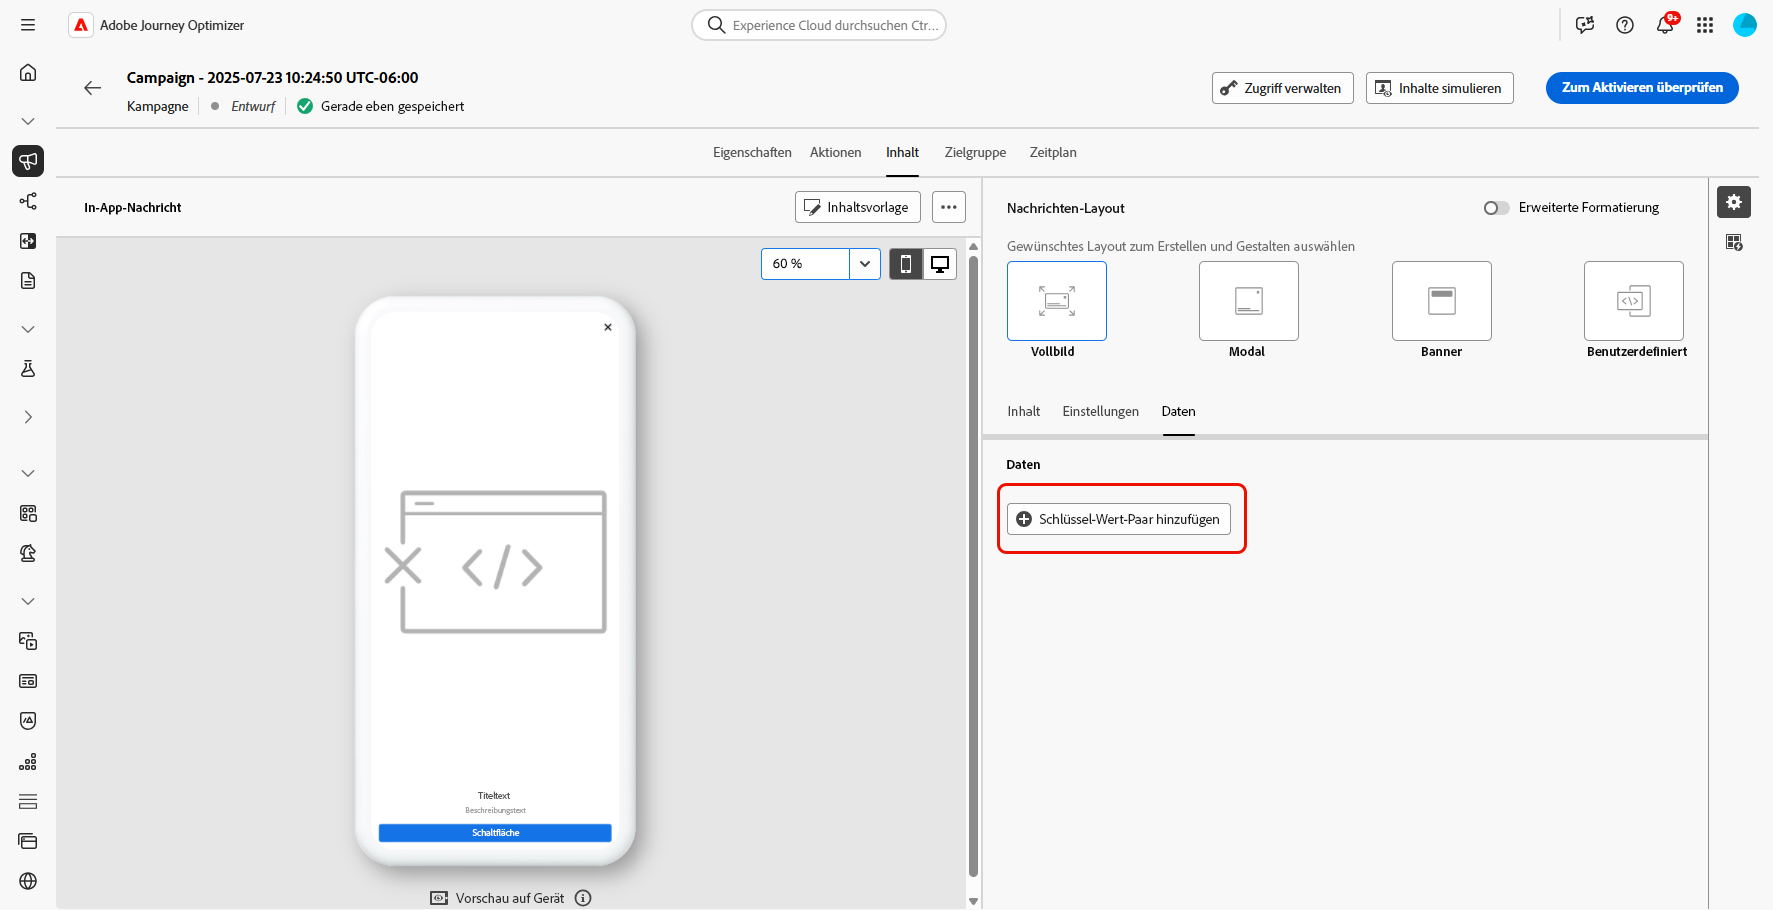 Adobe Journey Optimizer
Experience Cloud durchsuchen Ctr...
9+
Campaign - 2025-07-23 10:24:50 UTC-06:00
Kampagne
Entwurf
Gerade eben gespeichert
Zugriff verwalten
Inhalte simulieren
Zum Aktivieren überprüfen
Eigenschaften
Aktionen
Inhalt
Zielgruppe
Zeitplan
In-App-Nachricht
Inhaltsvorlage
60 %
Titeltext
Beschreibungstext
Schaltfläche
Vorschau auf Gerät
Nachrichten-Layout
Erweiterte Formatierung
Gewünschtes Layout zum Erstellen und Gestalten auswählen
Vollbild
Modal
Banner
Benutzerdefiniert
Inhalt
Einstellungen
Daten
Daten
Schlüssel-Wert-Paar hinzufügen